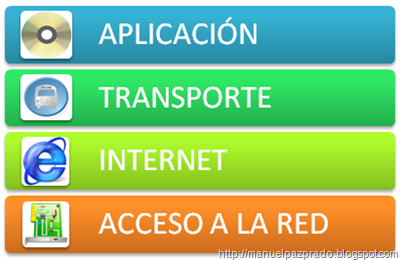 APLICACIÓN
TRANSPORTE
INTERNET
ACCESO A LA RED
http://manuelpazprado.blogspot.com